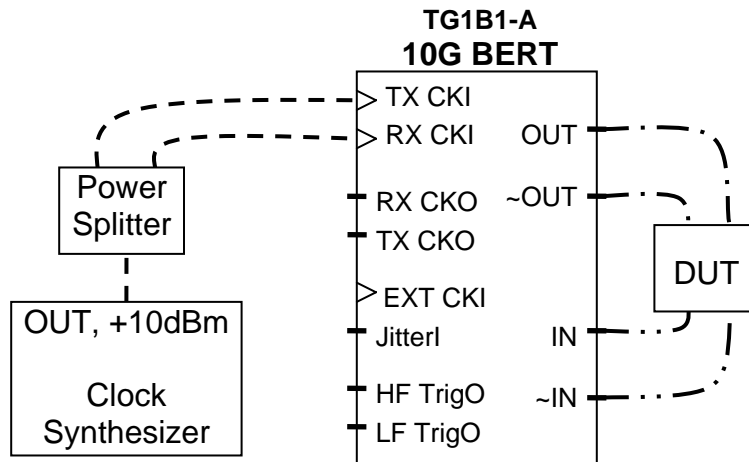 TG1B1-A
10G BERT
TX CKI
RX CKI
OUT
Power
Splitter
RX CKO
~OUT
TX CKO
DUT
EXT CKI
OUT, +10dBm
JitterI
IN
Clock
Synthesizer
HF TrigO
~IN
LF TrigO